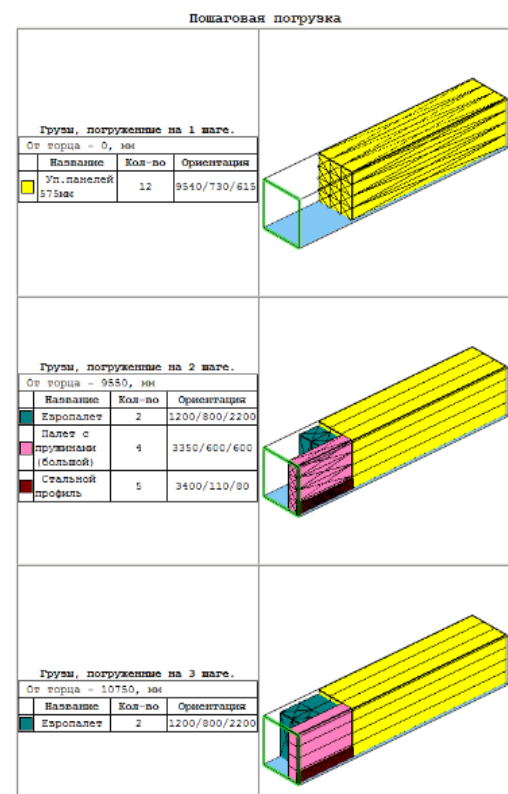 Пошаговая погрузка
Грузы, погруженные на 1 шаге.
От торца - 0, мм
Название Кол-во Ориентация
Уп.панелей
575мм
12 9540/730/615
Грузы, погруженные на 2 шаге.
От торца - 9550, мм
Название Кол-во Ориентация
Европалет 2 1200/800/2200
Палет с
пружинами
(большой)
4 3350/600/600
Стальной
профиль
5 3400/110/80
Грузы, погруженные на 3 шаге.
От торца - 10750, мм
Название Кол-во Ориентация
Европалет 2 1200/800/2200